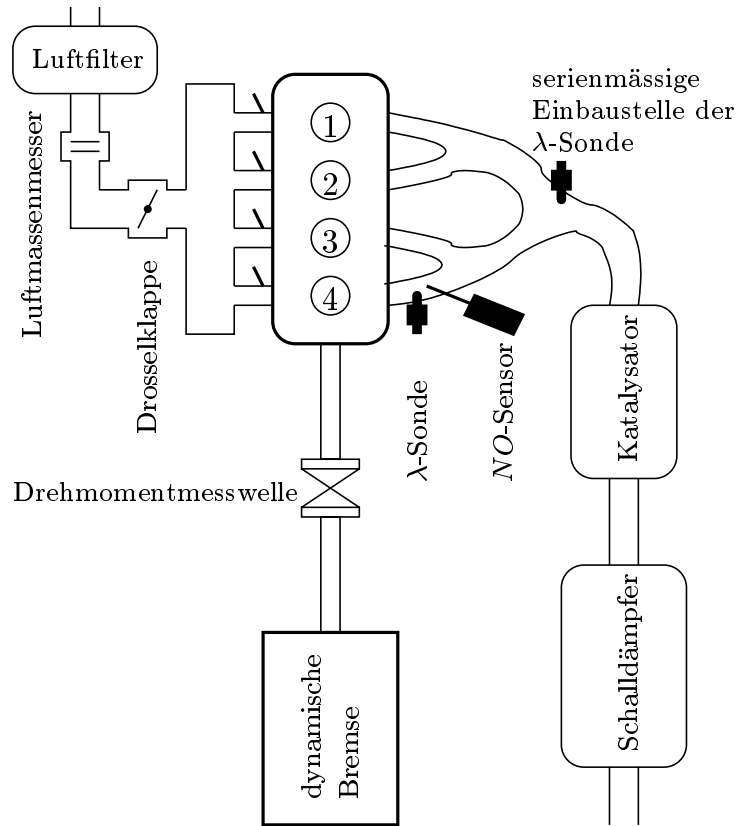 Luftfilter
serienmässige
Einbaustelle der
λ-Sonde
Luftmassenmesser
Drosselklappe
1
2
3
4
λ-Sonde
NO-Sensor
Katalysator
Drehmomentmesswelle
dynamische
Bremse
Schalldämpfer